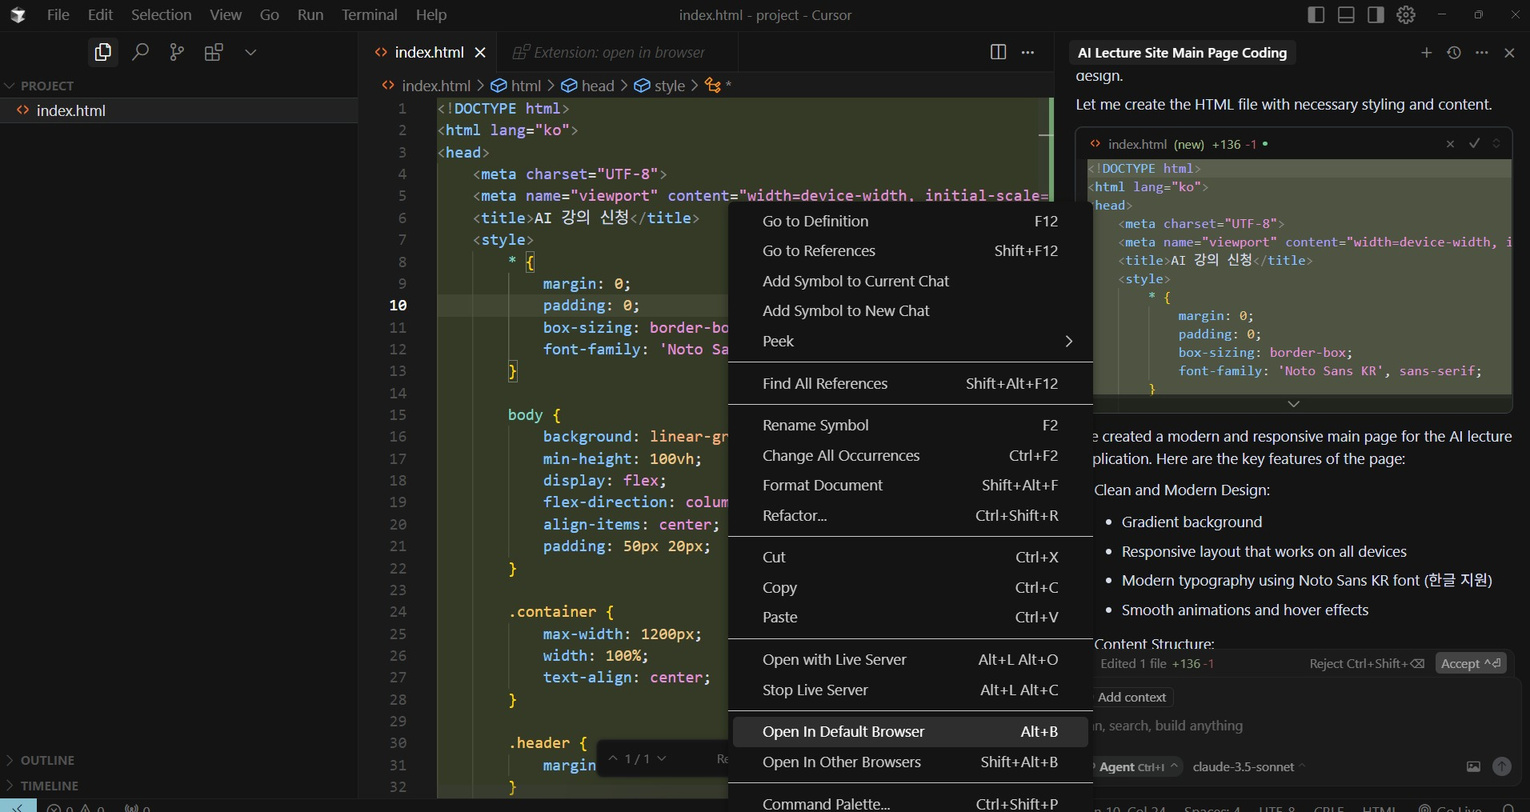 File Edit Selection View Go Run Terminal Help
index.html - project - Cursor
PROJECT
index.html
OUTLINE
TIMELINE
index.html
Extension: open in browser
index.html > html > head > style > *
1 <!DOCTYPE html>
2 <html lang="ko">
3 <head>
4 <meta charset="UTF-8">
5 <meta name="viewport" content="width=device-width, initial-scale=
6 <title>AI 강의 신청</title>
7 <style>
8 * {
9 margin: 0;
10 padding: 0;
11 box-sizing: border-bo
12 font-family: 'Noto Sa
13 }
14
15 body {
16 background: linear-gr
17 min-height: 100vh;
18 display: flex;
19 flex-direction: colum
20 align-items: center;
21 padding: 50px 20px;
22 }
23
24 .container {
25 max-width: 1200px;
26 width: 100%;
27 text-align: center;
28 }
29
30 .header {
31 margin
32 }
1 / 1
Re
Go to Definition F12
Go to References Shift+F12
Add Symbol to Current Chat
Add Symbol to New Chat
Peek
Find All References Shift+Alt+F12
Rename Symbol F2
Change All Occurrences Ctrl+F2
Format Document Shift+Alt+F
Refactor... Ctrl+Shift+R
Cut Ctrl+X
Copy Ctrl+C
Paste Ctrl+V
Open with Live Server Alt+L Alt+O
Stop Live Server Alt+L Alt+C
Open In Default Browser Alt+B
Open In Other Browsers Shift+Alt+B
Command Palette... Ctrl+Shift+P
AI Lecture Site Main Page Coding
design.
Let me create the HTML file with necessary styling and content.
index.html (new) +136 -1
<!DOCTYPE html>
<html lang="ko">
head>
<meta charset="UTF-8">
<meta name="viewport" content="width=device-width, i
<title>AI 강의 신청</title>
<style>
* {
margin: 0;
padding: 0;
box-sizing: border-box;
font-family: 'Noto Sans KR', sans-serif;
}
e created a modern and responsive main page for the AI lecture
plication. Here are the key features of the page:
Clean and Modern Design:
• Gradient background
• Responsive layout that works on all devices
• Modern typography using Noto Sans KR font (한글 지원)
• Smooth animations and hover effects
Content Structure:
Edited 1 file +136 -1 Reject Ctrl+Shift+⌫ Accept ^⏎
Add context
n, search, build anything
Agent Ctrl+I claude-3.5-sonnet
0 0 0
n 10, Col 24 Spaces: 4 UTF-8 CRLF HTML Go Live